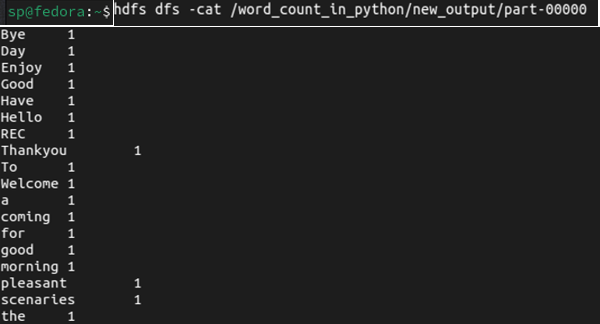 sp@fedora:~$ hdfs dfs -cat /word_count_in_python/new_output/part-00000
Bye 1
Day 1
Enjoy 1
Good 1
Have 1
Hello 1
REC 1
Thankyou 1
To 1
Welcome 1
a 1
coming 1
for 1
good 1
morning 1
pleasant 1
scenaries 1
the 1